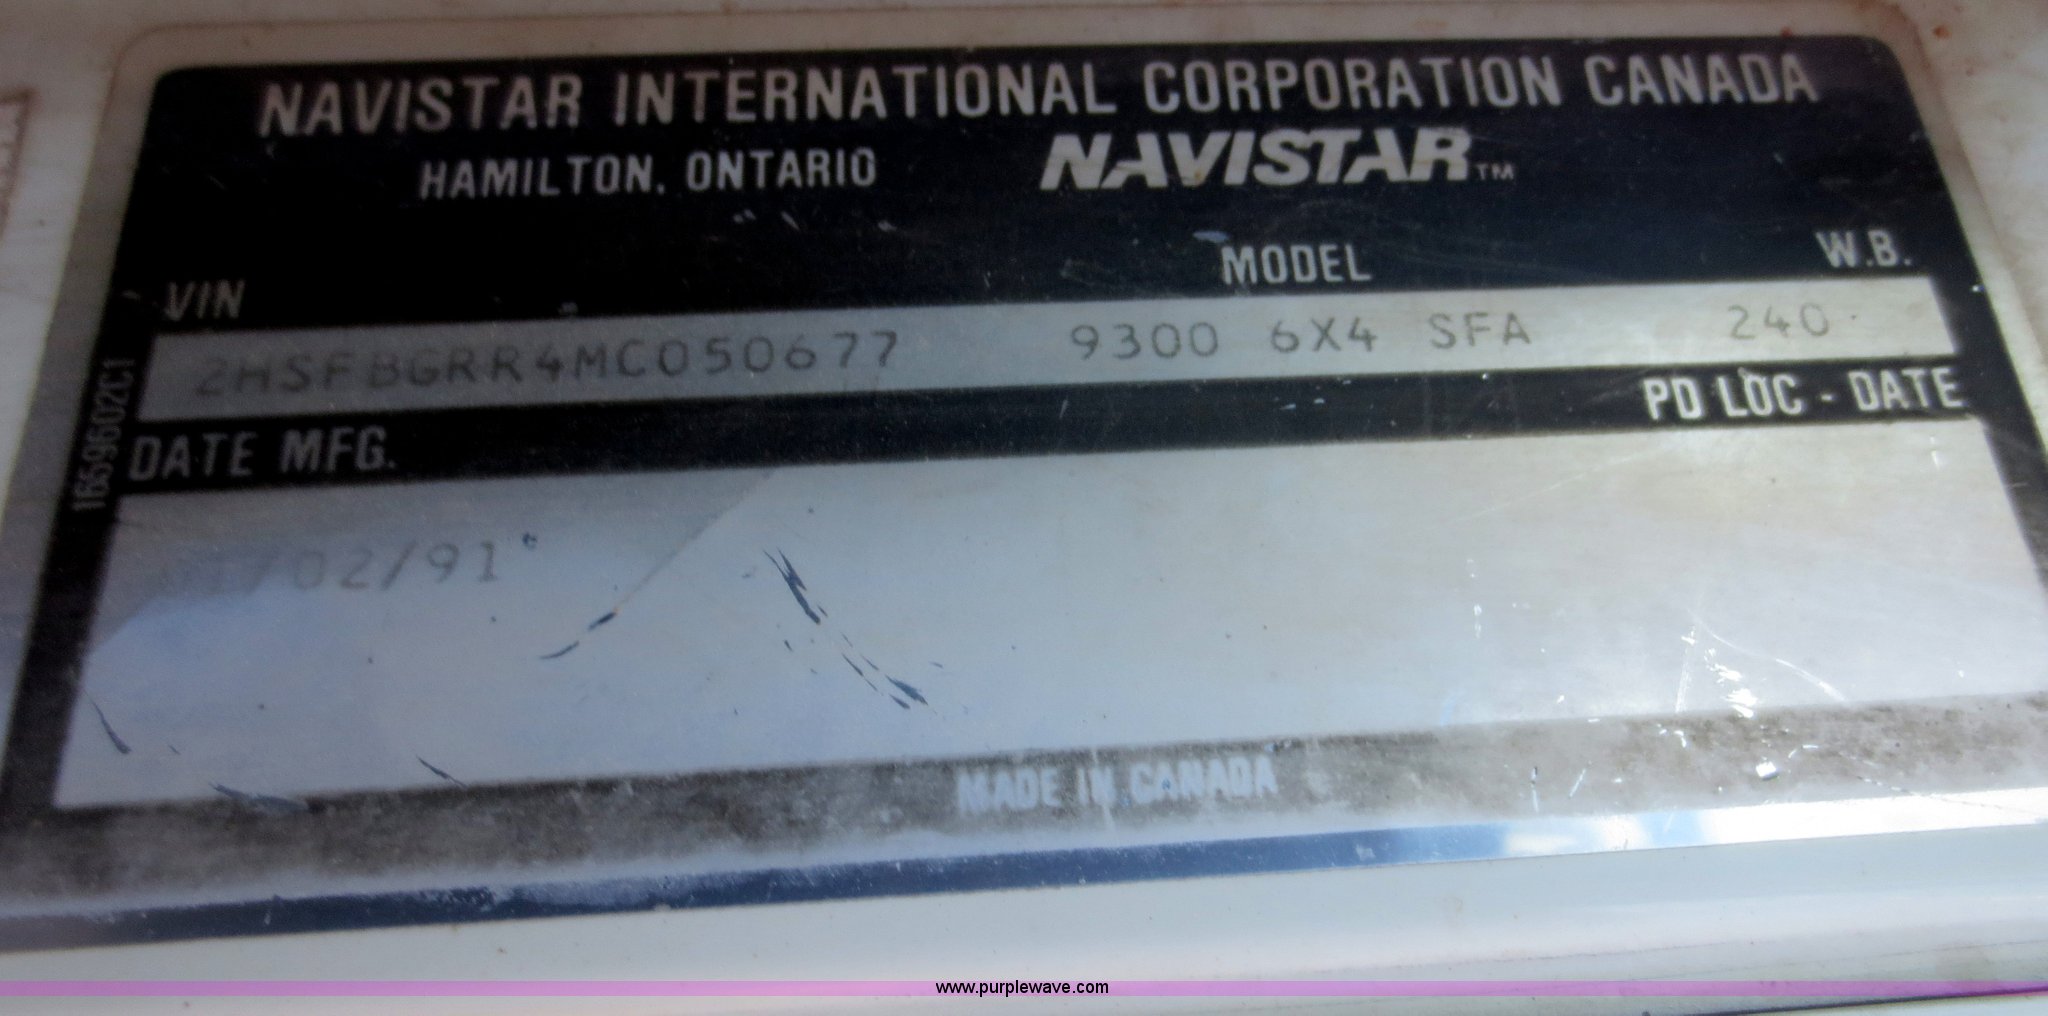 NAVISTAR INTERNATIONAL CORPORATION CANADA
HAMILTON, ONTARIO NAVISTAR™
VIN MODEL W.B.
2HSFBGRR4MC050677 9300 6X4 SFA 240
DATE MFG. PD LOC - DATE
/02/91
1659602C1
MADE IN CANADA
www.purplewave.com